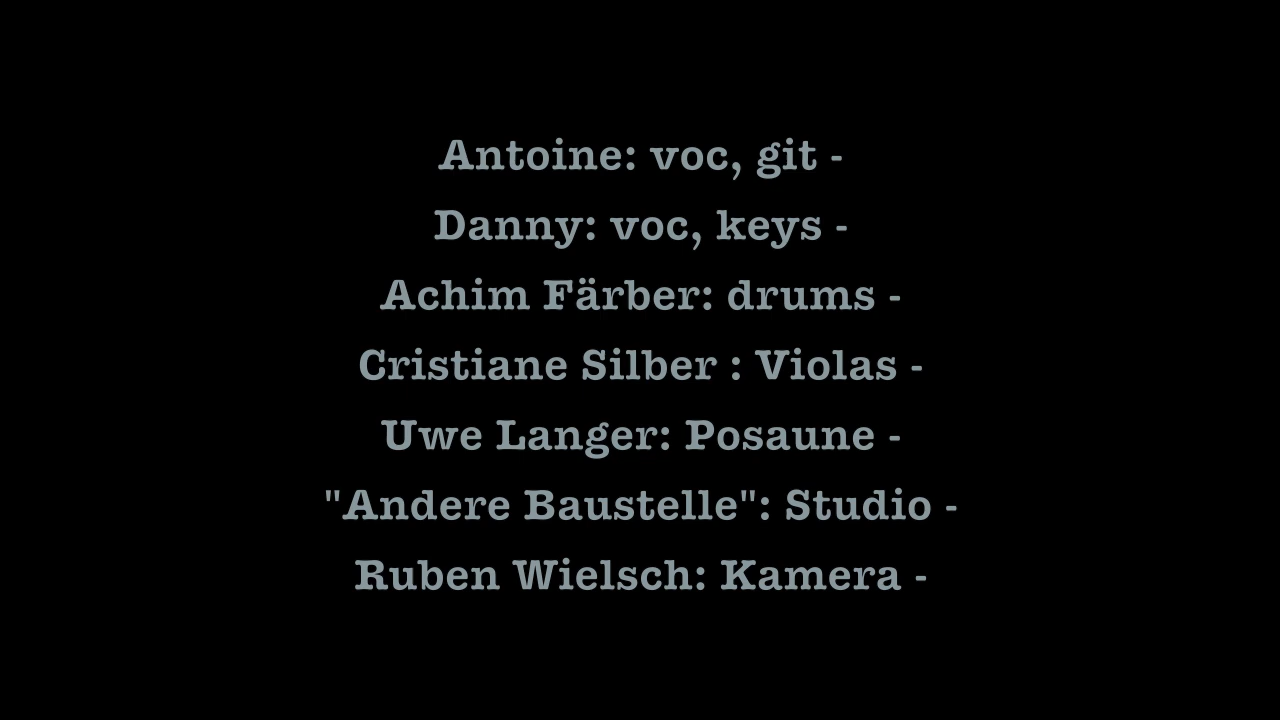 Antoine: voc, git -
Danny: voc, keys -
Achim Färber: drums -
Cristiane Silber : Violas -
Uwe Langer: Posaune -
"Andere Baustelle": Studio -
Ruben Wielsch: Kamera -